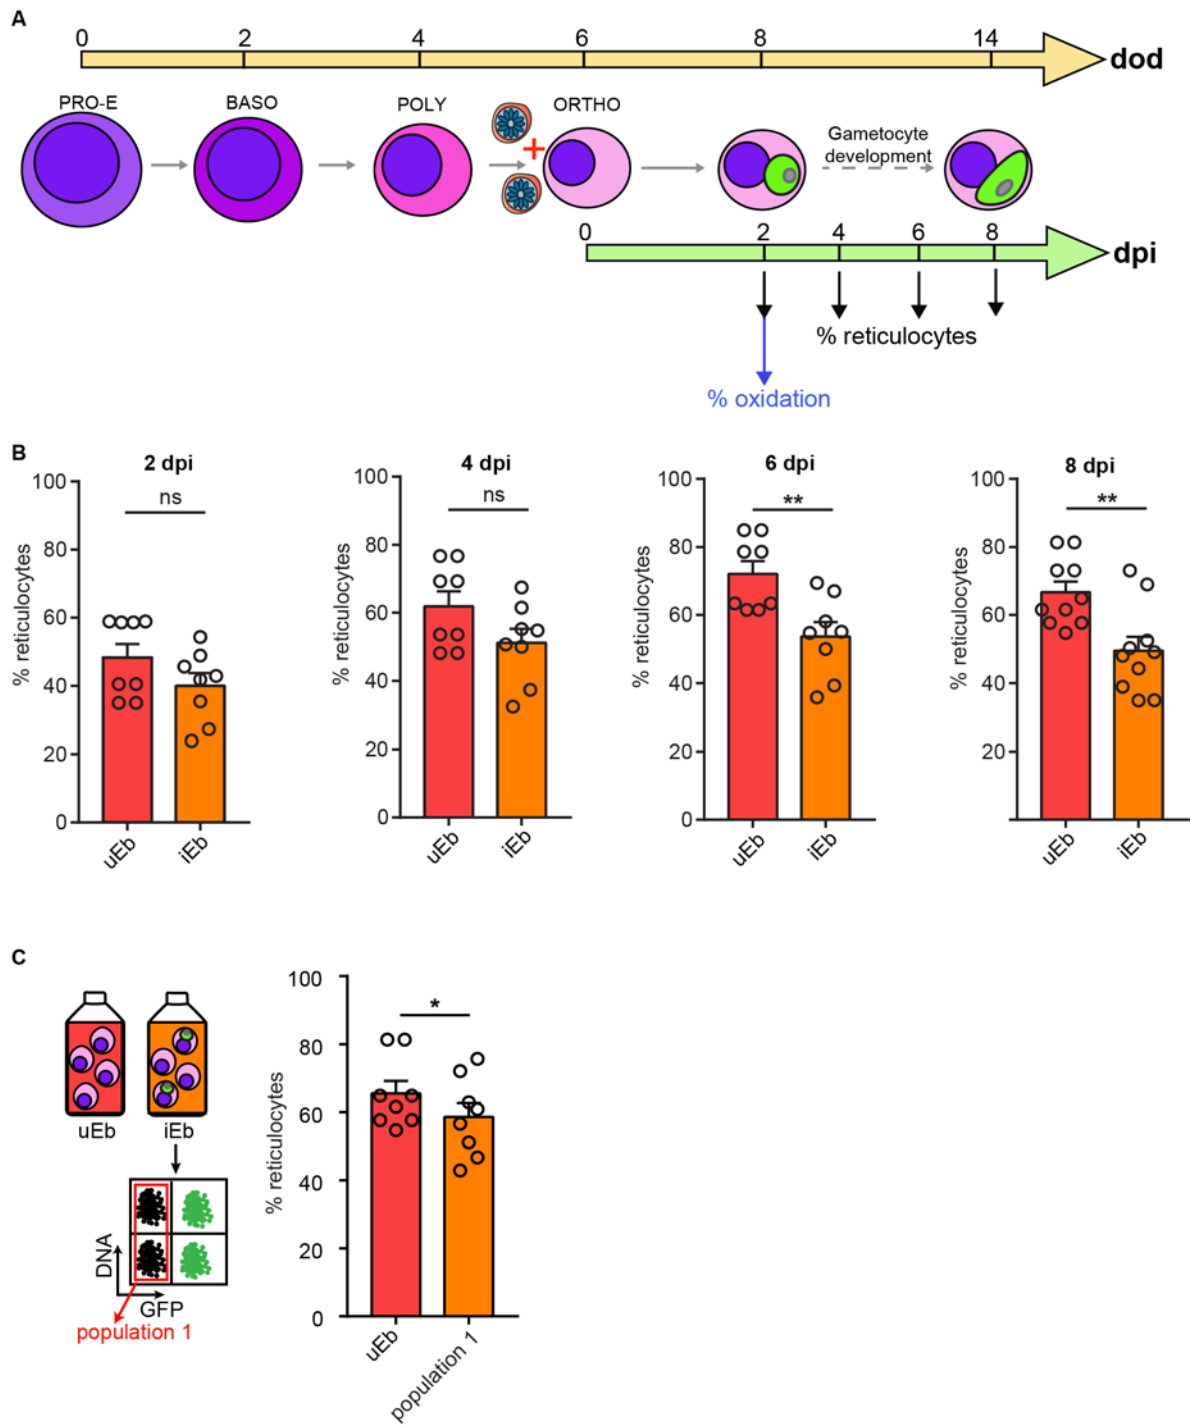 A
0 2 4 6 8 14
dod
PRO-E BASO POLY ORTHO
Gametocyte
development
0 2 4 6 8
dpi
% reticulocytes
% oxidation
B
2 dpi
ns
% reticulocytes
100
80
60
40
20
0
uEb iEb
4 dpi
ns
% reticulocytes
100
80
60
40
20
0
uEb iEb
6 dpi
**
% reticulocytes
100
80
60
40
20
0
uEb iEb
8 dpi
**
% reticulocytes
100
80
60
40
20
uEb iEb
C
uEb iEb
DNA
GFP
population 1
*
% reticulocytes
100
80
60
40
20
0
uEb population 1